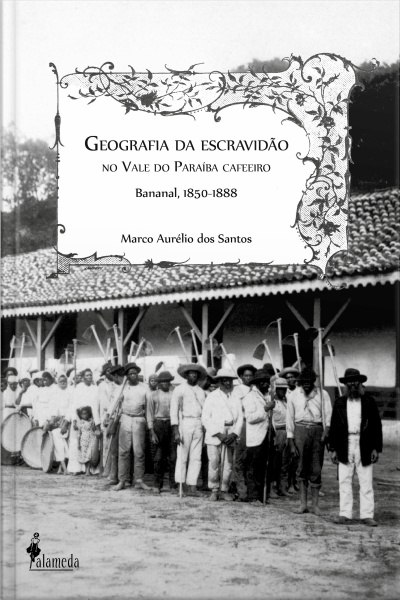 GEOGRAFIA DA ESCRAVIDÃO
NO VALE DO PARAÍBA CAFEEIRO
BANANAL, 1850-1888
Marco Aurélio dos Santos
alameda